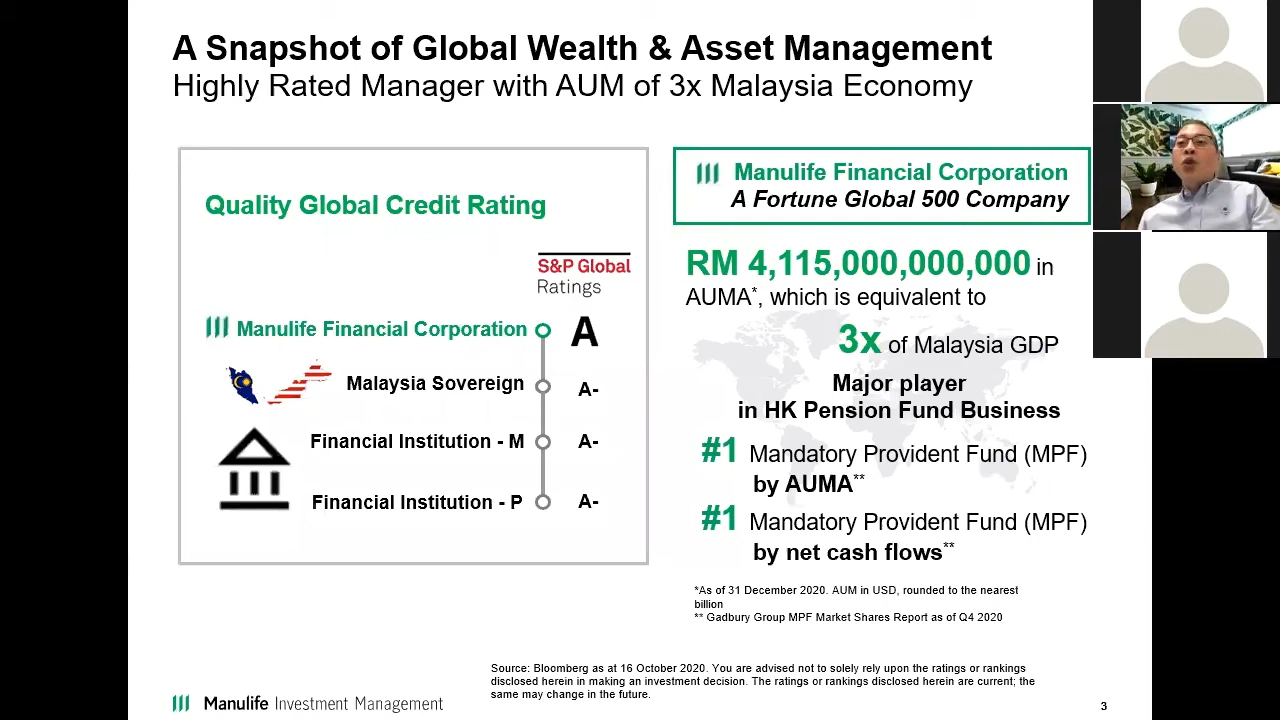 A Snapshot of Global Wealth & Asset Management
Highly Rated Manager with AUM of 3x Malaysia Economy
Quality Global Credit Rating
S&P Global
Ratings
Manulife Financial Corporation A
Malaysia Sovereign A-
Financial Institution - M A-
Financial Institution - P A-
Manulife Financial Corporation
A Fortune Global 500 Company
RM 4,115,000,000,000 in
AUMA*, which is equivalent to
3x of Malaysia GDP
Major player
in HK Pension Fund Business
#1 Mandatory Provident Fund (MPF)
by AUMA**
#1 Mandatory Provident Fund (MPF)
by net cash flows**
*As of 31 December 2020. AUM in USD, rounded to the nearest
billion
** Gadbury Group MPF Market Shares Report as of Q4 2020
Source: Bloomberg as at 16 October 2020. You are advised not to solely rely upon the ratings or rankings
disclosed herein in making an investment decision. The ratings or rankings disclosed herein are current; the
same may change in the future.
Manulife Investment Management
3